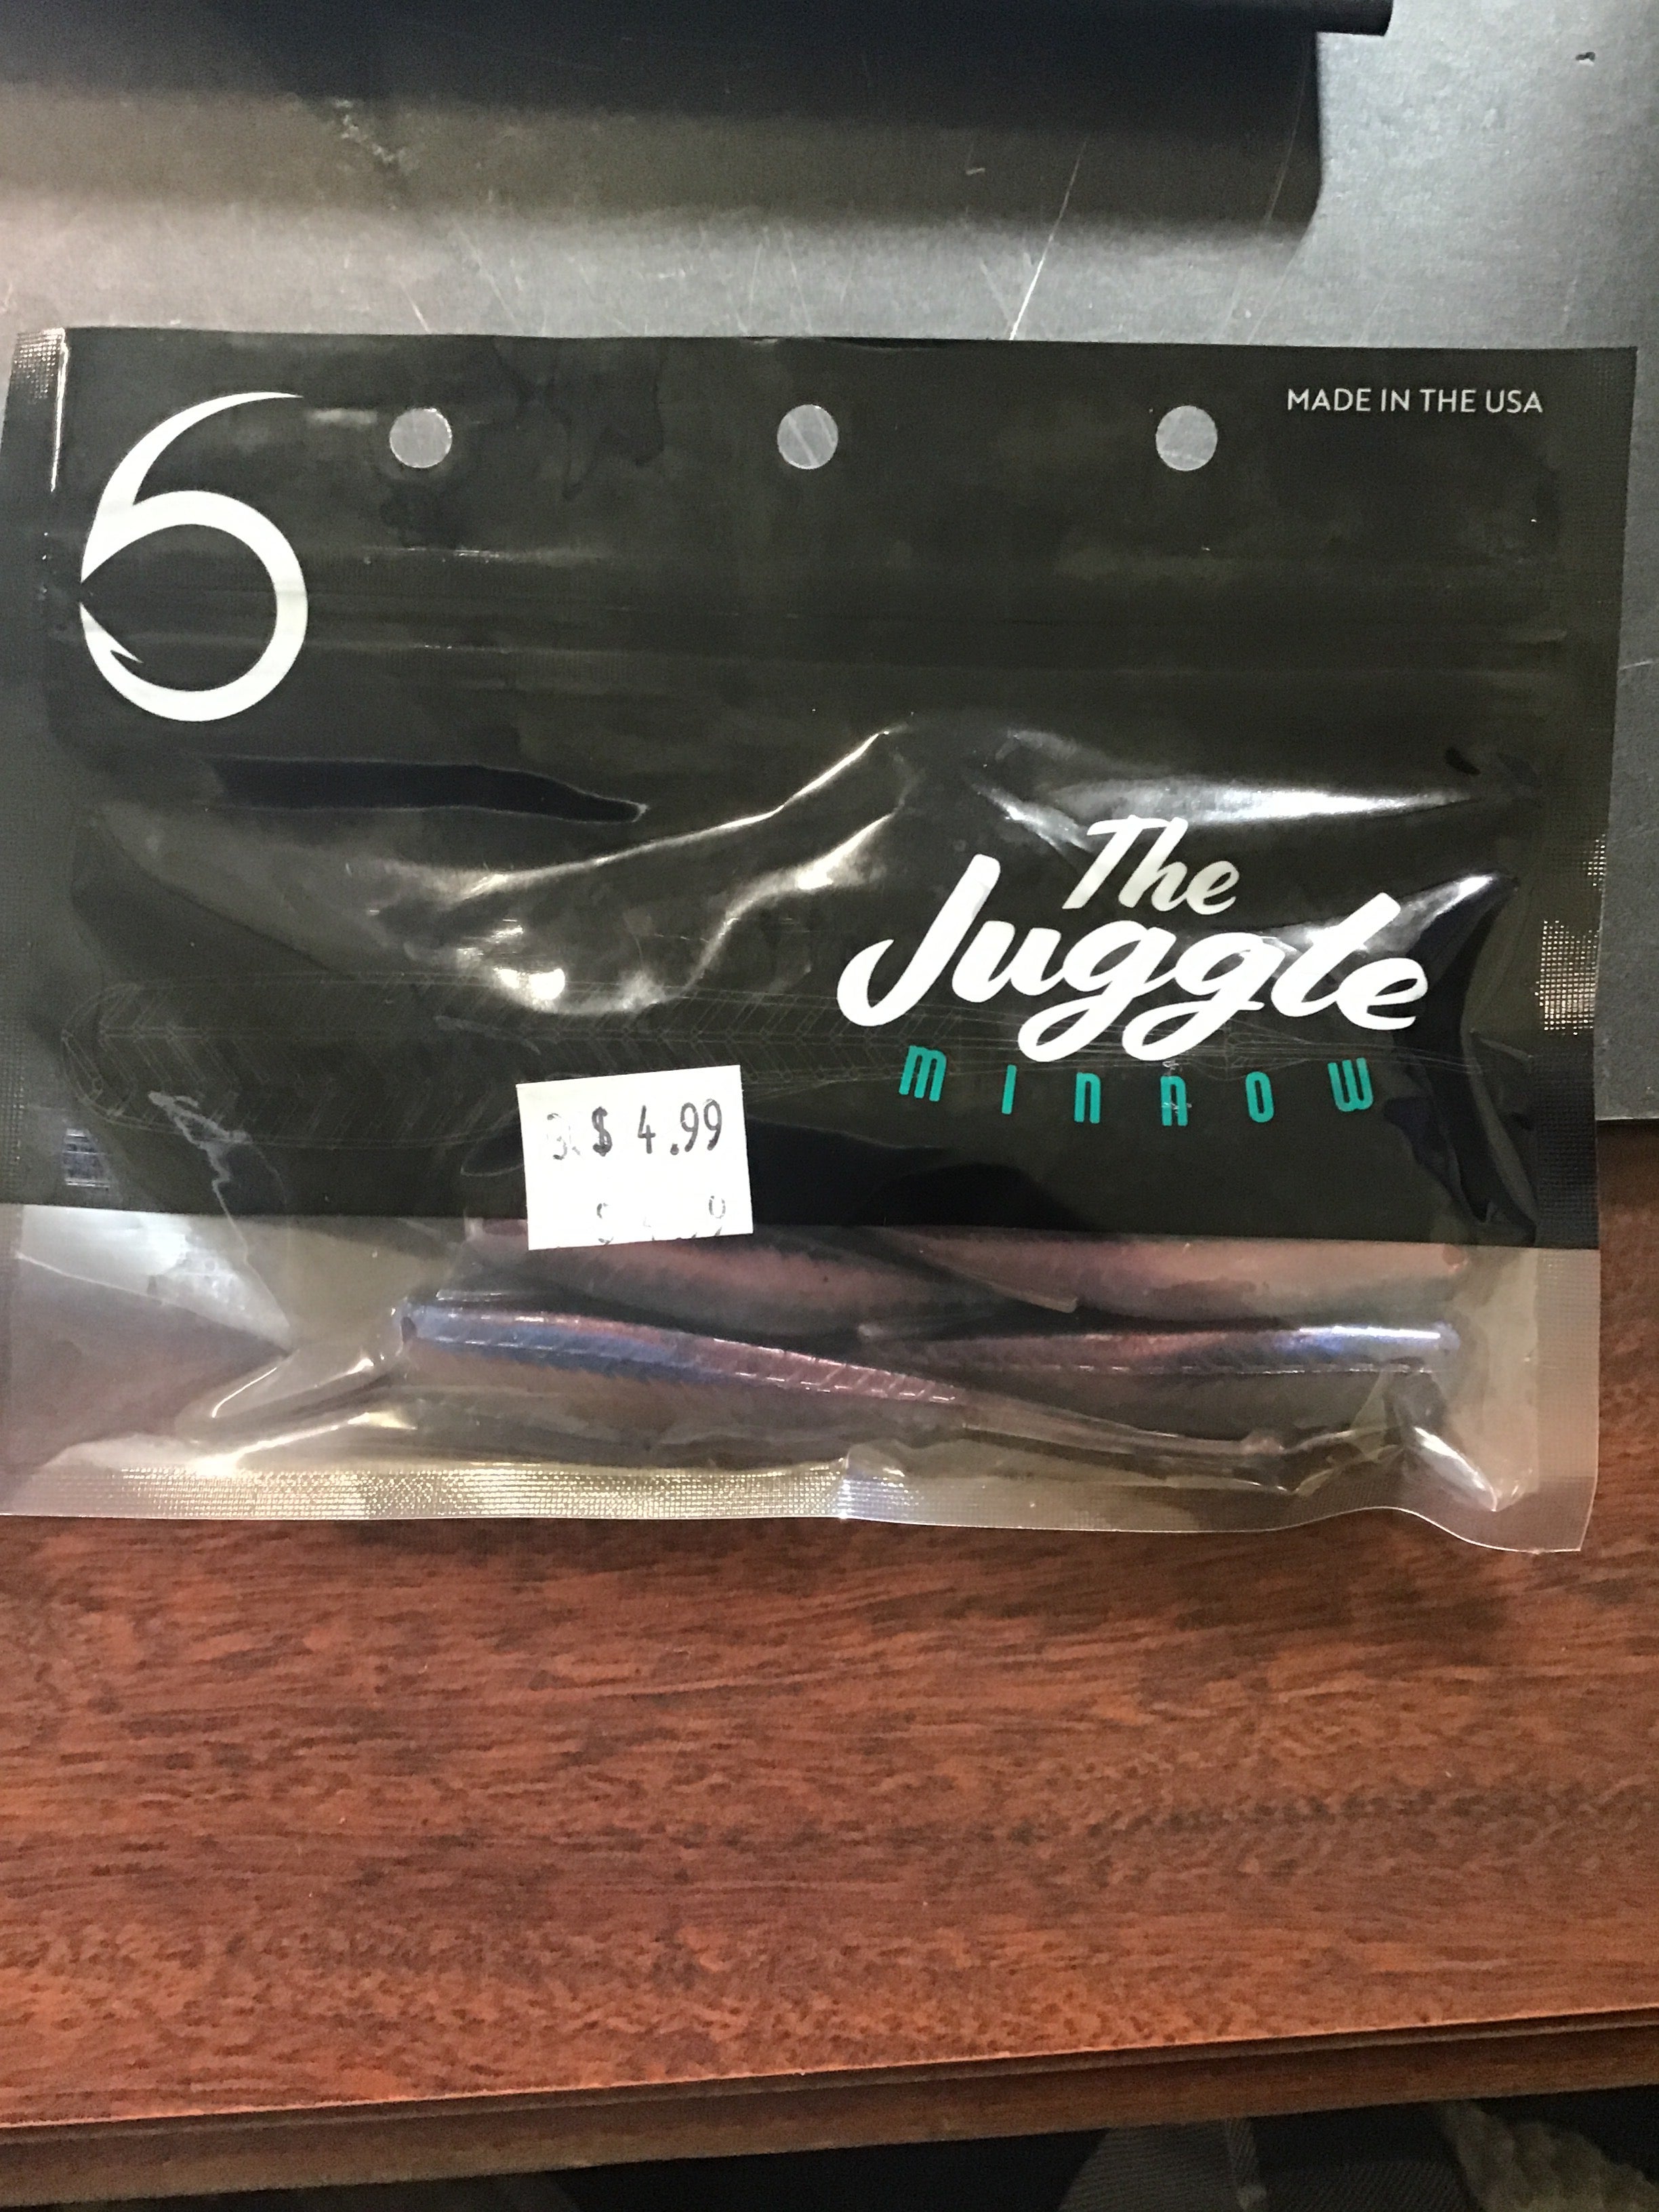 6
MADE IN THE USA
The
Juggle
minnow
$ 4.99